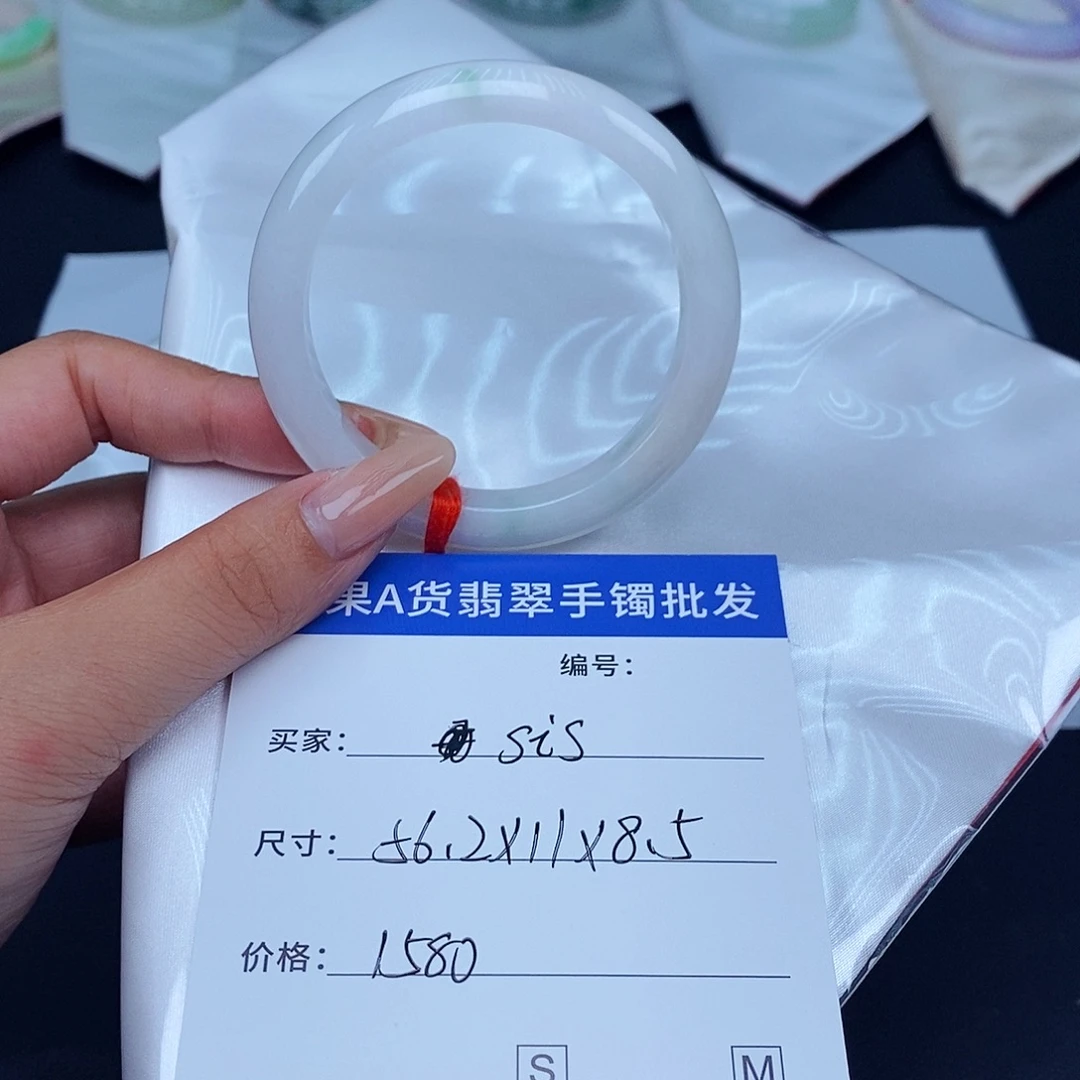 果A货翡翠手镯批发
编号：
买家： sis
尺寸： 56.2X11X8.5
价格： 1580
S M